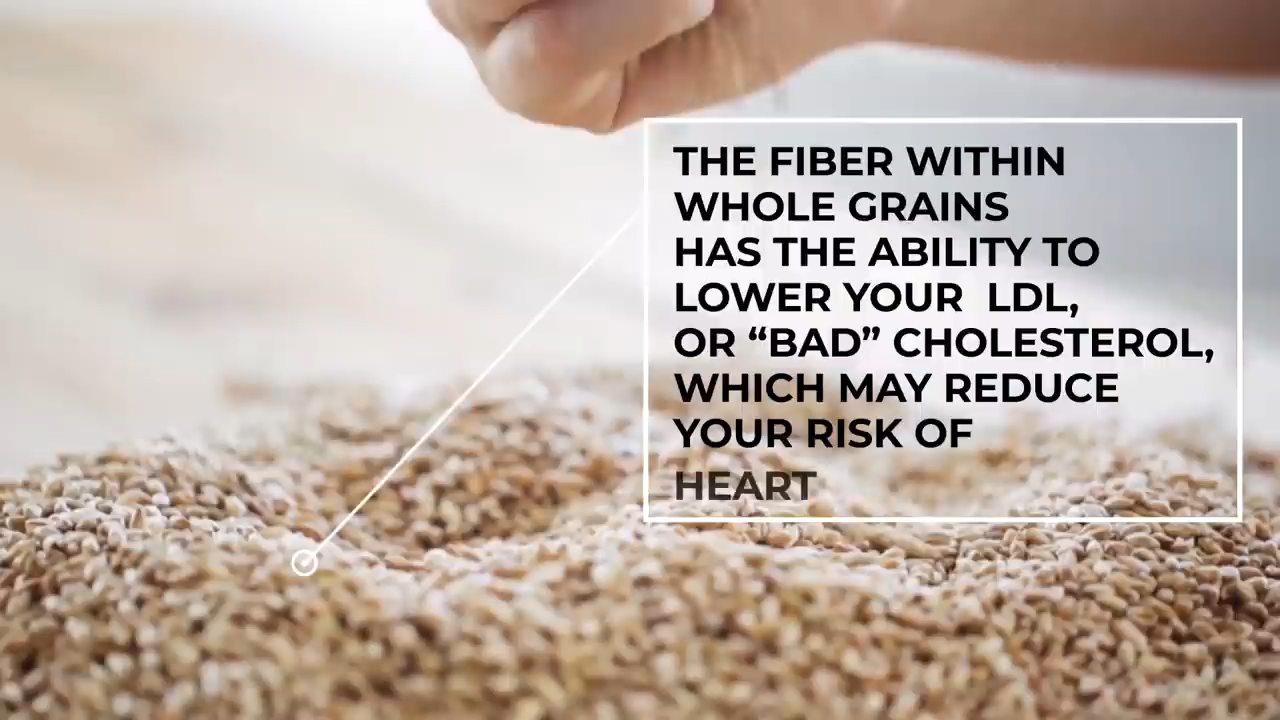 THE FIBER WITHIN
WHOLE GRAINS
HAS THE ABILITY TO
LOWER YOUR  LDL,
OR “BAD” CHOLESTEROL,
WHICH MAY REDUCE
YOUR RISK OF
HEART